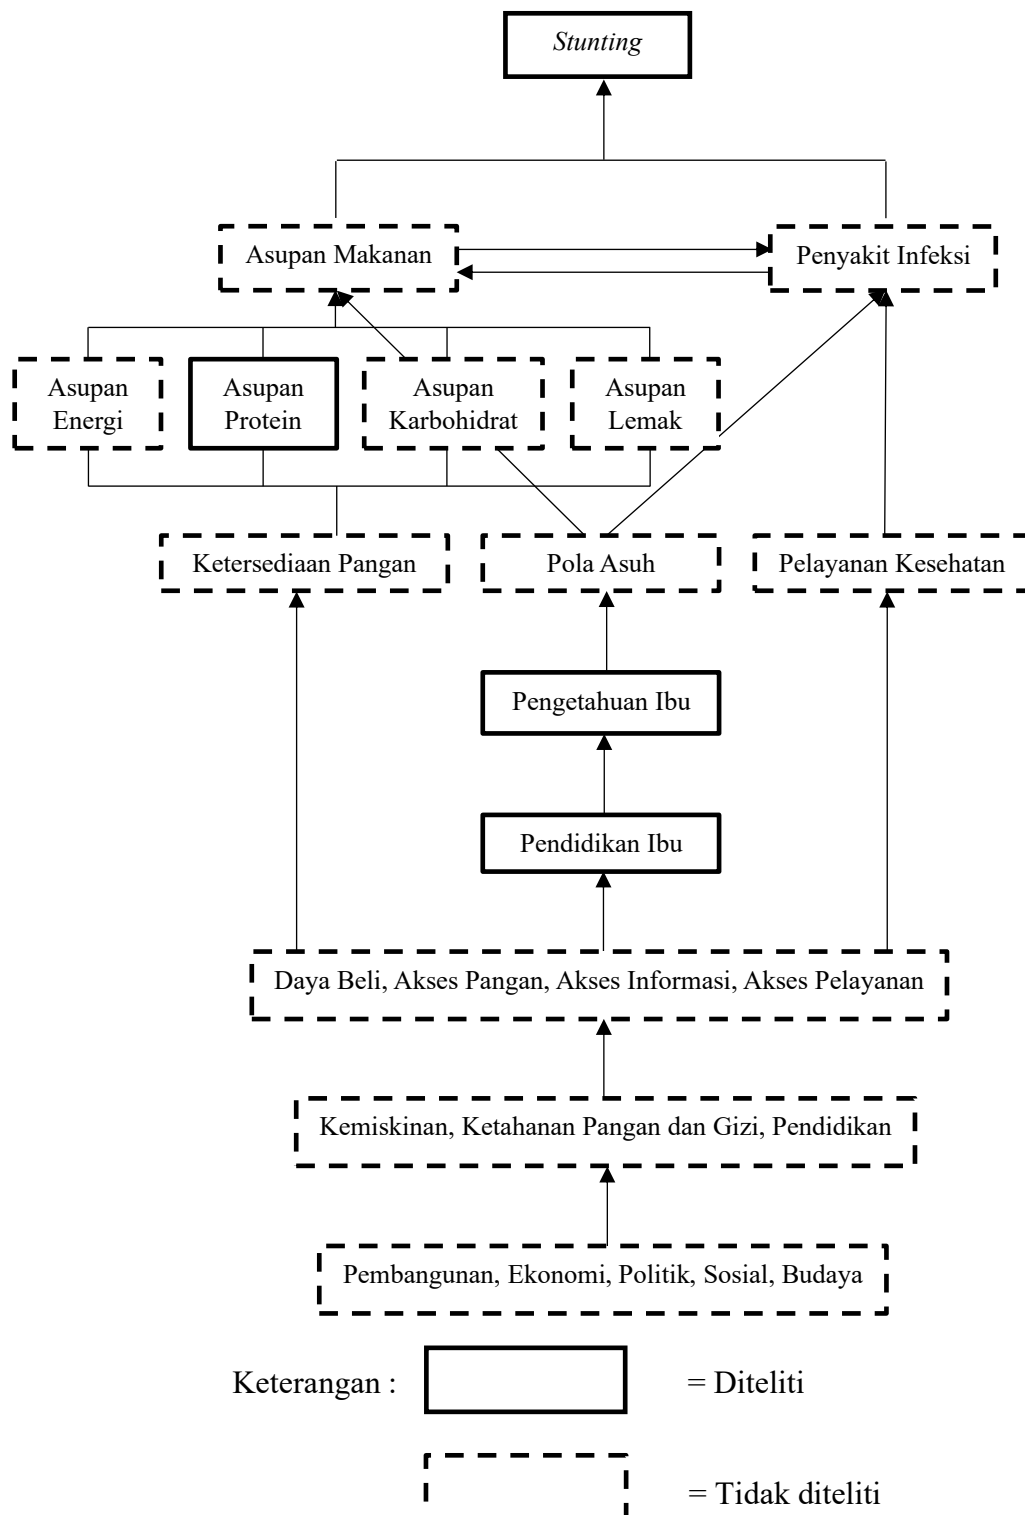 Stunting
Asupan Makanan
Penyakit Infeksi
Asupan
Energi
Asupan
Protein
Asupan
Karbohidrat
Asupan
Lemak
Ketersediaan Pangan
Pola Asuh
Pelayanan Kesehatan
Pengetahuan Ibu
Pendidikan Ibu
Daya Beli, Akses Pangan, Akses Informasi, Akses Pelayanan
Kemiskinan, Ketahanan Pangan dan Gizi, Pendidikan
Pembangunan, Ekonomi, Politik, Sosial, Budaya
Keterangan :
= Diteliti
= Tidak diteliti